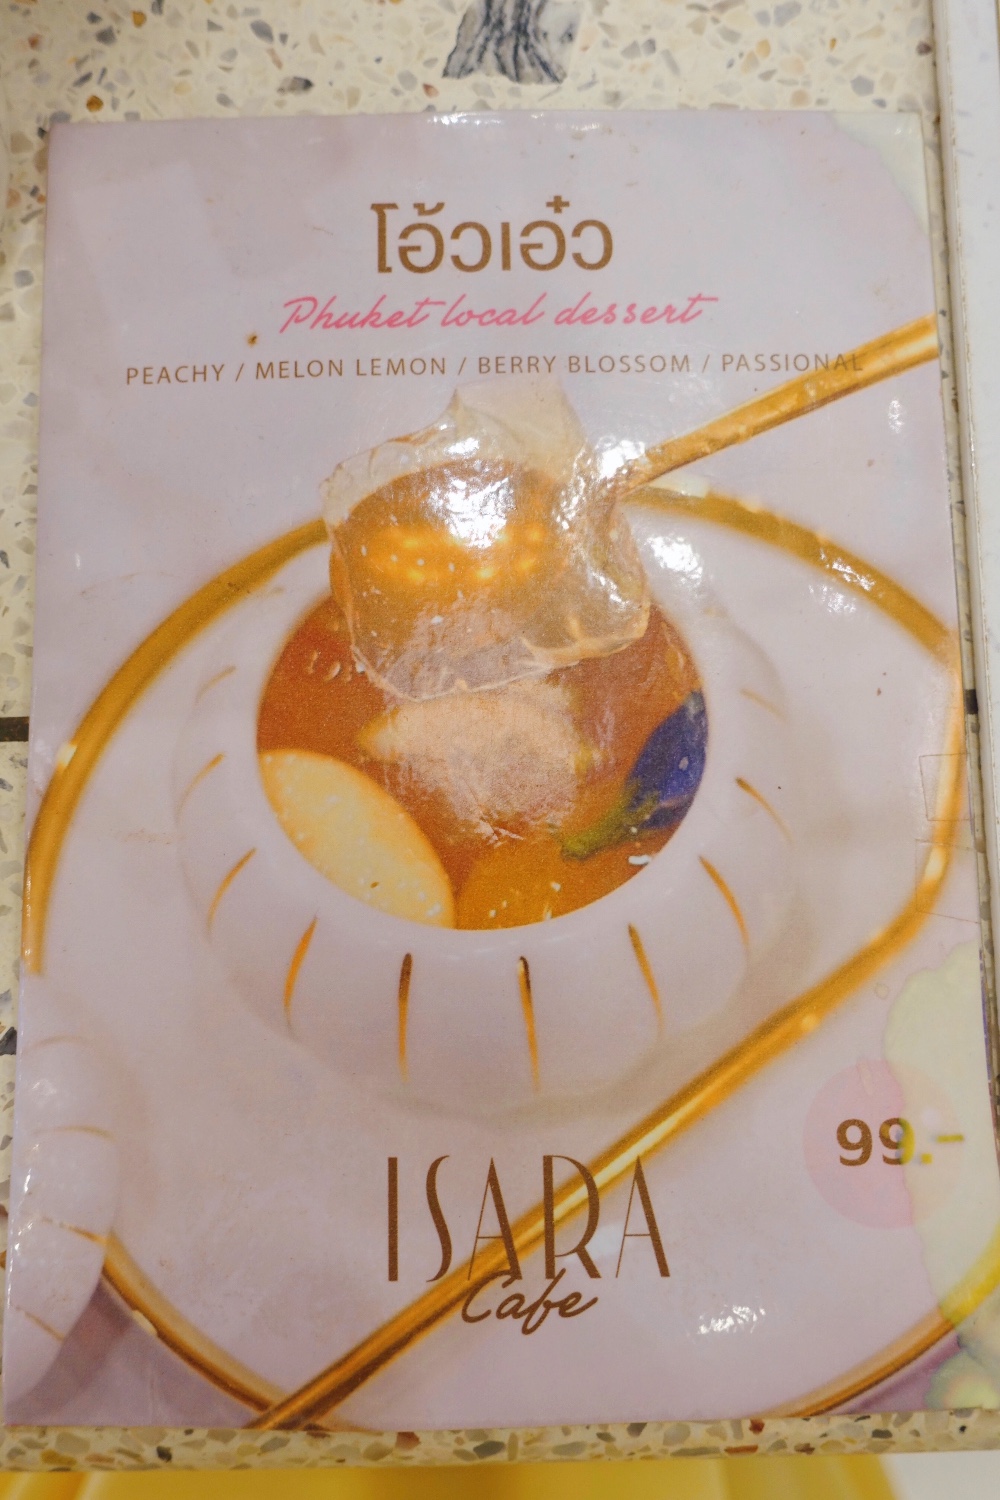 โอ้วเอ๋ว
Phuket local dessert
PEACHY / MELON LEMON / BERRY BLOSSOM / PASSIONAL
99.-
ISARA
Cafe